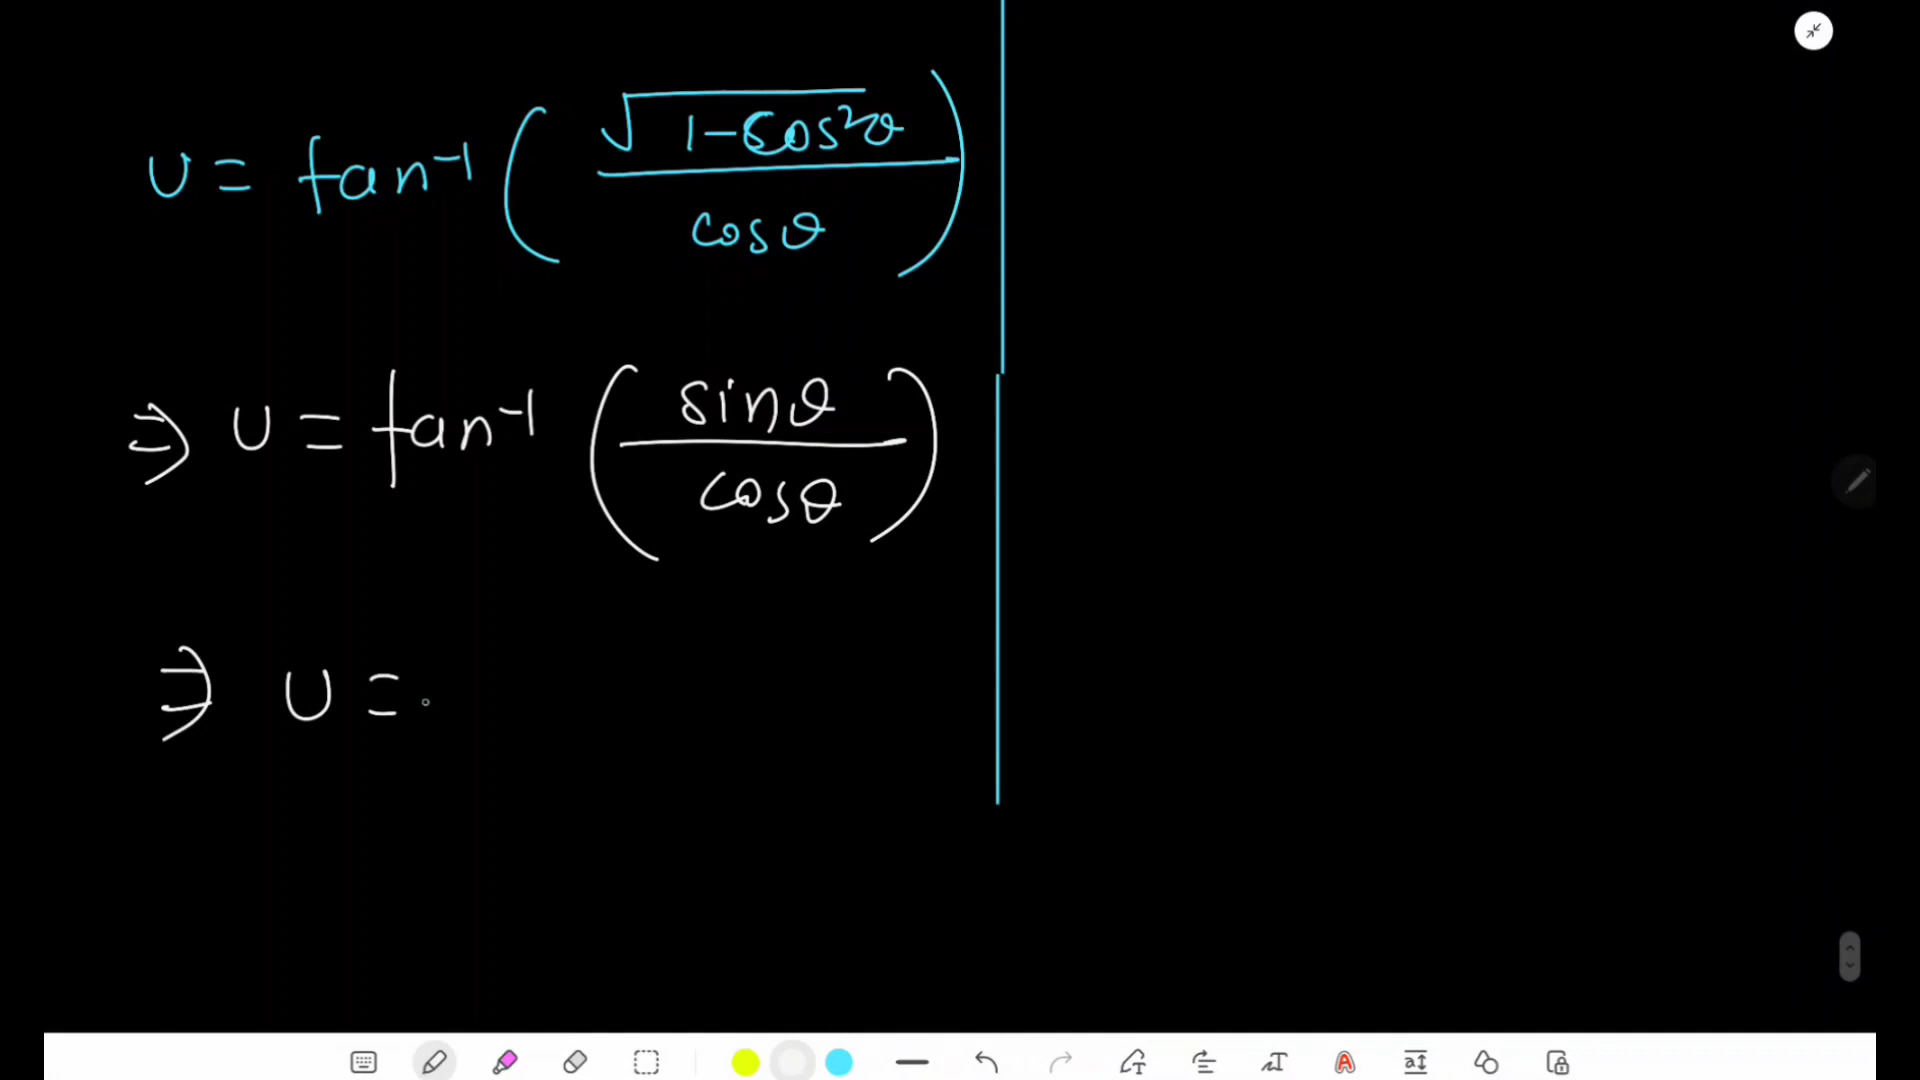 U = tan⁻¹ ( √1-cos²θ / cosθ )
⇒ U = tan⁻¹ ( sinθ / cosθ )
⇒ U =